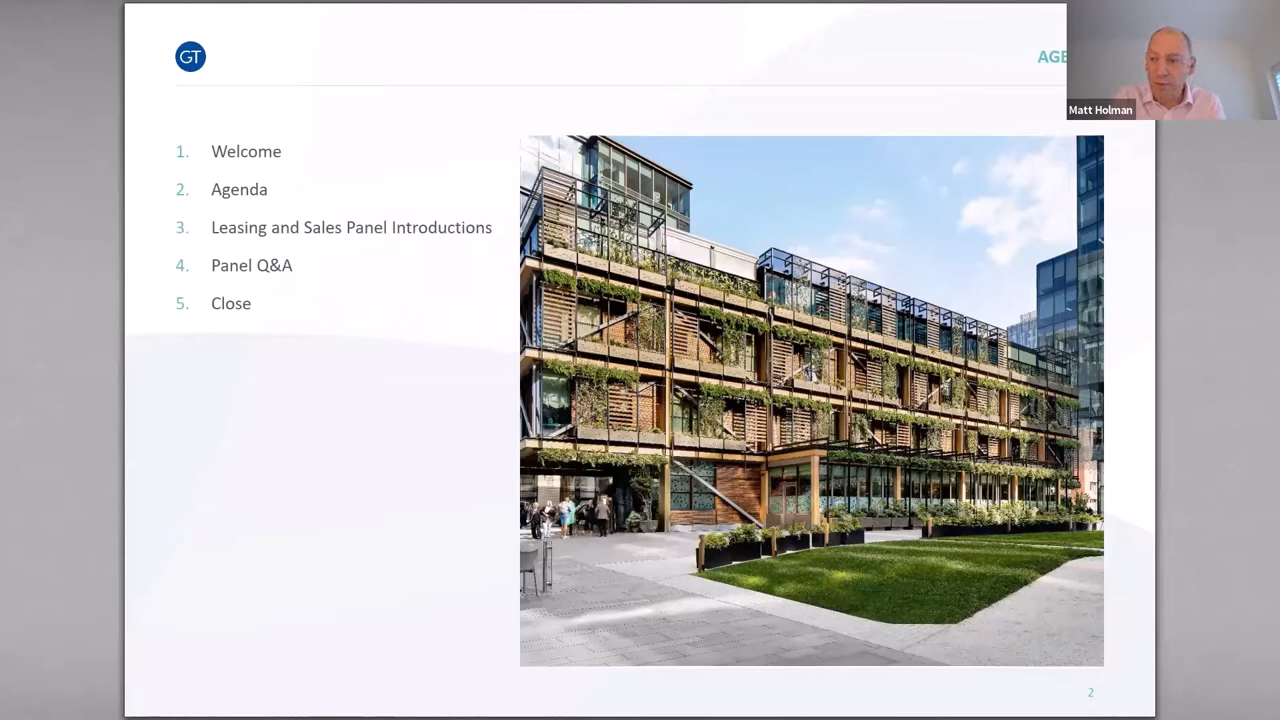 GT
AGE
Matt Holman
1. Welcome
2. Agenda
3. Leasing and Sales Panel Introductions
4. Panel Q&A
5. Close
2